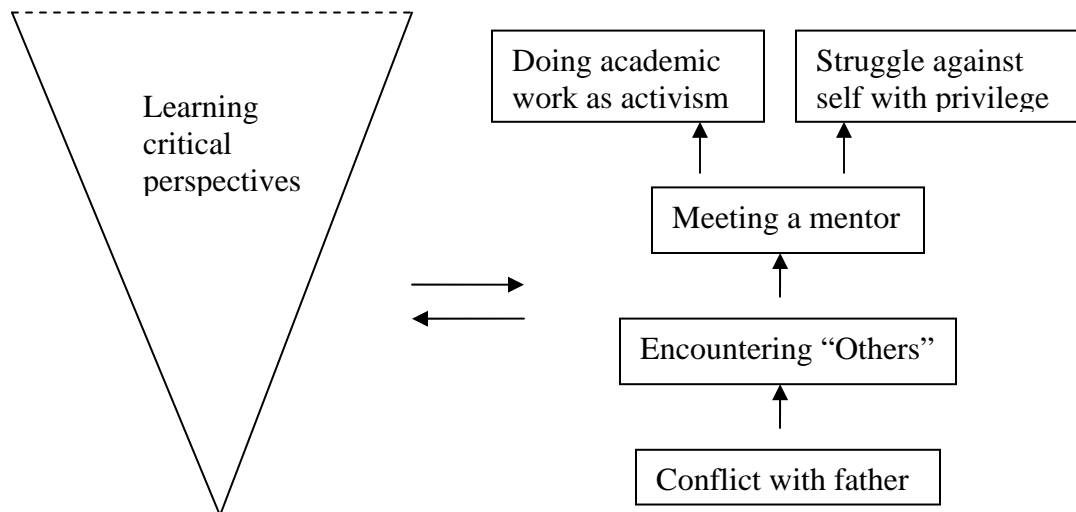 Learning
critical
perspectives
Doing academic
work as activism
Struggle against
self with privilege
Meeting a mentor
Encountering “Others”
Conflict with father